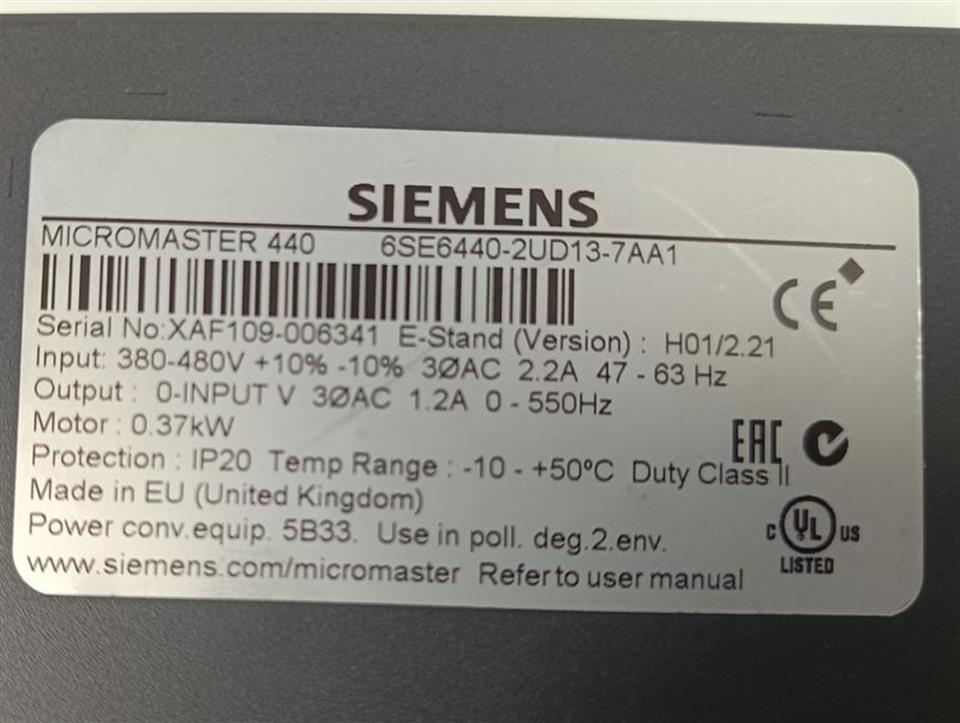 SIEMENS
MICROMASTER 440 6SE6440-2UD13-7AA1
CE
Serial No:XAF109-006341 E-Stand (Version) : H01/2.21
Input: 380-480V +10% -10% 3ØAC 2.2A 47 - 63 Hz
Output : 0-INPUT V 3ØAC 1.2A 0 - 550Hz
Motor : 0.37kW
EAC
Protection : IP20 Temp Range : -10 - +50ºC Duty Class II
Made in EU (United Kingdom)
Power conv.equip. 5B33. Use in poll. deg.2.env.
C UL US
LISTED
www.siemens.com/micromaster Refer to user manual